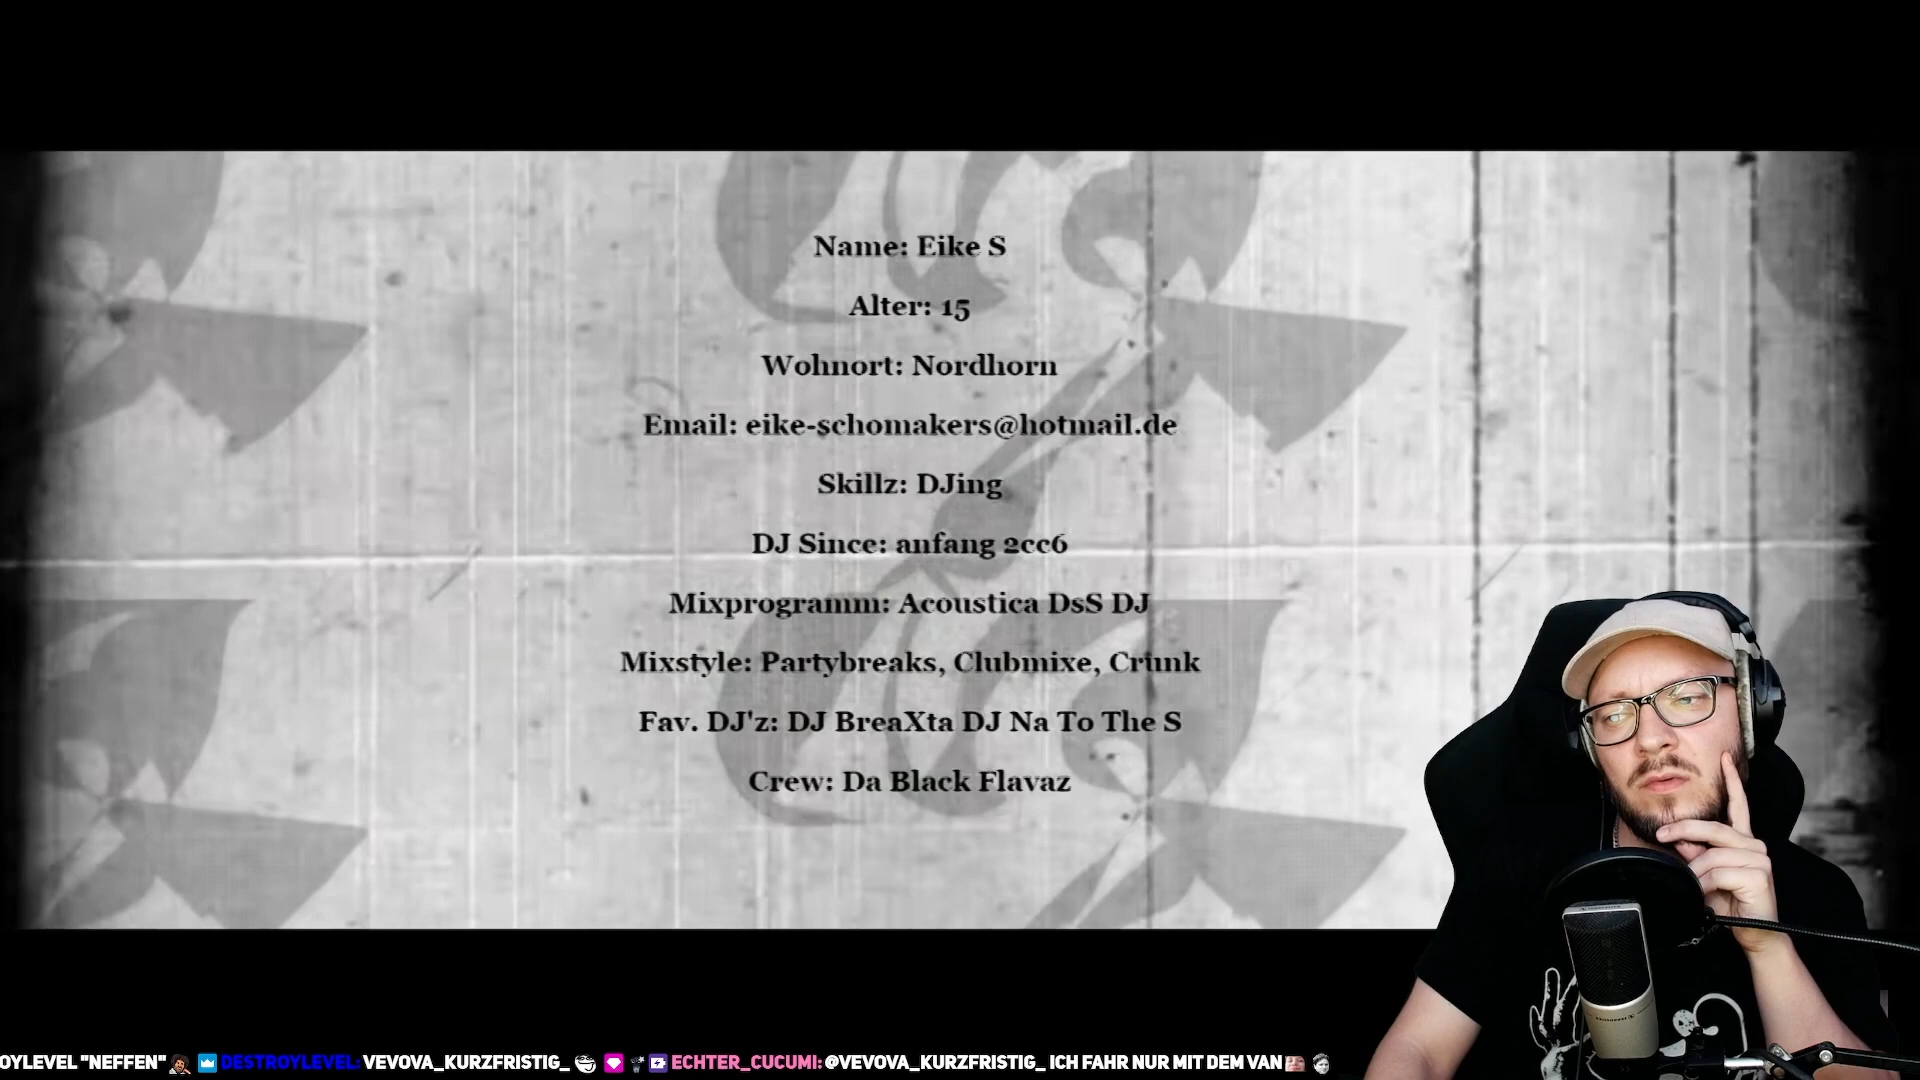 Name: Eike S
Alter: 15
Wohnort: Nordhorn
Email: eike-schomakers@hotmail.de
Skillz: DJing
DJ Since: anfang 2cc6
Mixprogramm: Acoustica DsS DJ
Mixstyle: Partybreaks, Clubmixe, Crunk
Fav. DJ'z: DJ BreaXta DJ Na To The S
Crew: Da Black Flavaz
OYLEVEL "NEFFEN" DESTROYLEVEL: VEVOVA_KURZFRISTIG_ ECHTER_CUCUMI: @VEVOVA_KURZFRISTIG_ ICH FAHR NUR MIT DEM VAN